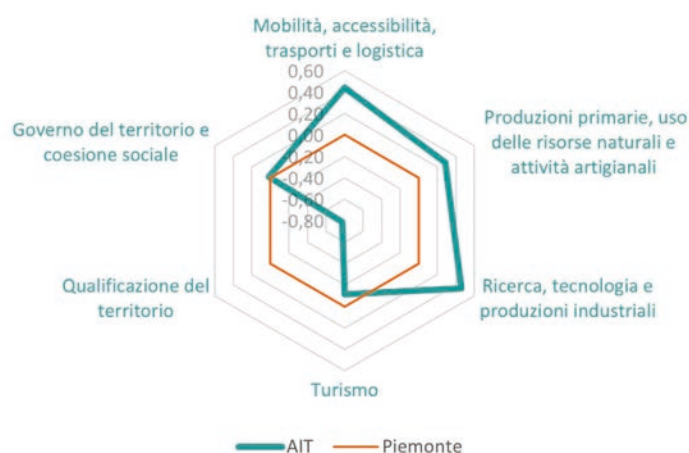 Mobilità, accessibilità,
trasporti e logistica
0,60
0,40
0,20
0,00
-0,20
-0,40
-0,60
-0,80
Governo del territorio e
coesione sociale
Produzioni primarie, uso
delle risorse naturali e
attività artigianali
Qualificazione del
territorio
Ricerca, tecnologia e
produzioni industriali
Turismo
AIT
Piemonte